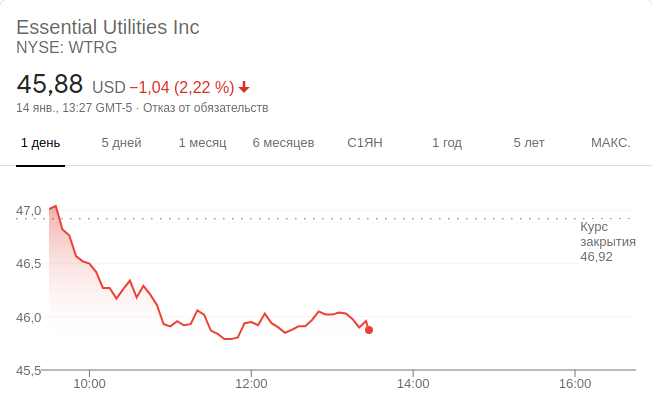 Essential Utilities Inc
NYSE: WTRG
45,88 USD −1,04 (2,22 %)
14 янв., 13:27 GMT-5 · Отказ от обязательств
1 день 5 дней 1 месяц 6 месяцев С1ЯН 1 год 5 лет МАКС.
47,0
Курс
закрытия
46,92
46,5
46,0
45,5
10:00 12:00 14:00 16:00